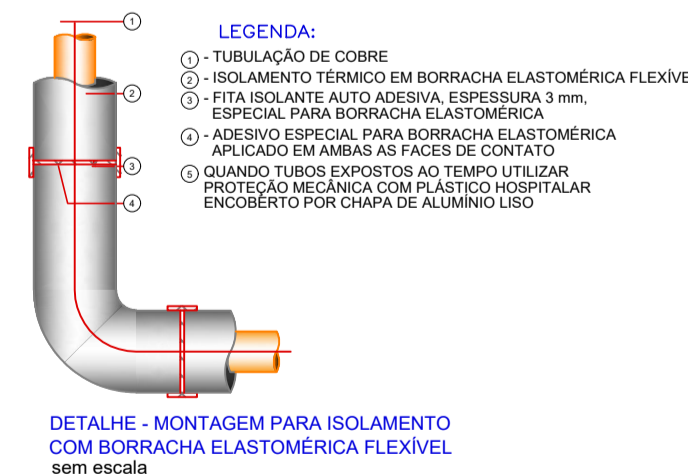 LEGENDA:
1 - TUBULAÇÃO DE COBRE
2 - ISOLAMENTO TÉRMICO EM BORRACHA ELASTOMÉRICA FLEXÍVE
3 - FITA ISOLANTE AUTO ADESIVA, ESPESSURA 3 mm,
ESPECIAL PARA BORRACHA ELASTOMÉRICA
4 - ADESIVO ESPECIAL PARA BORRACHA ELASTOMÉRICA
APLICADO EM AMBAS AS FACES DE CONTATO
5 QUANDO TUBOS EXPOSTOS AO TEMPO UTILIZAR
PROTEÇÃO MECÂNICA COM PLÁSTICO HOSPITALAR
ENCOBERTO POR CHAPA DE ALUMÍNIO LISO
1
2
3
4
DETALHE - MONTAGEM PARA ISOLAMENTO
COM BORRACHA ELASTOMÉRICA FLEXÍVEL
sem escala